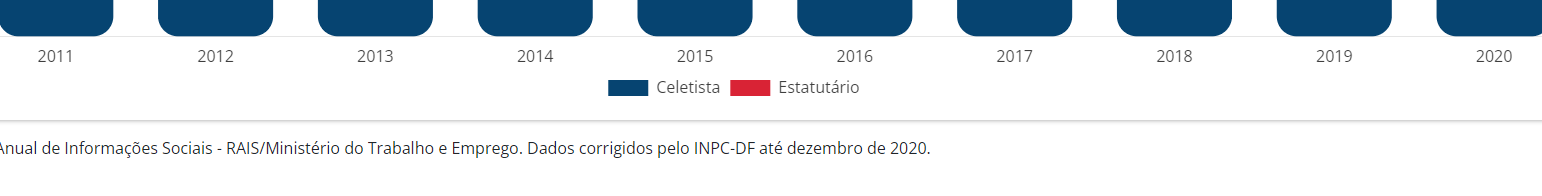 2011 2012 2013 2014 2015 2016 2017 2018 2019 2020
Celetista Estatutário
Anual de Informações Sociais - RAIS/Ministério do Trabalho e Emprego. Dados corrigidos pelo INPC-DF até dezembro de 2020.